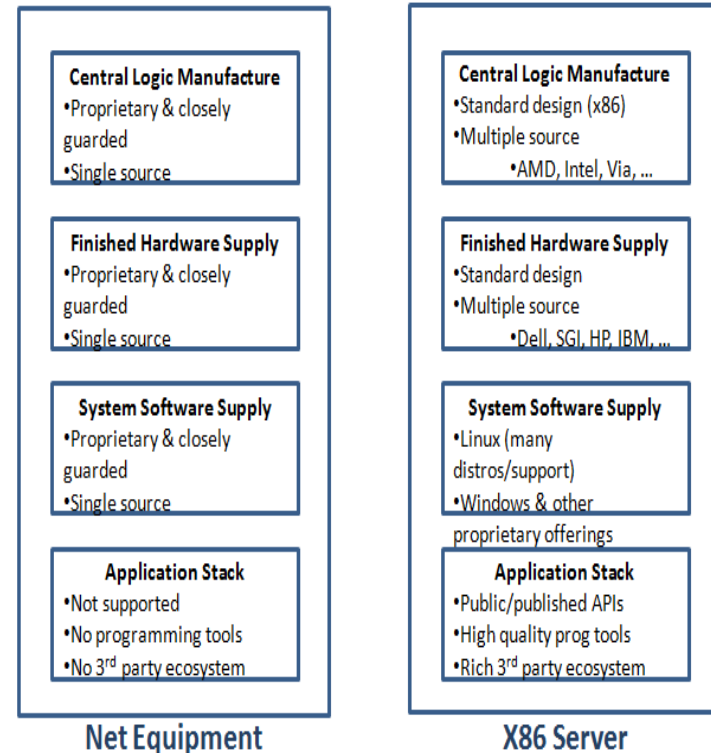 Central Logic Manufacture
•Proprietary & closely
guarded
•Single source
Finished Hardware Supply
•Proprietary & closely
guarded
•Single source
System Software Supply
•Proprietary & closely
guarded
•Single source
Application Stack
•Not supported
•No programming tools
•No 3rd party ecosystem
Net Equipment
Central Logic Manufacture
•Standard design (x86)
•Multiple source
•AMD, Intel, Via, ...
Finished Hardware Supply
•Standard design
•Multiple source
•Dell, SGI, HP, IBM, ...
System Software Supply
•Linux (many
distros/support)
•Windows & other
proprietary offerings
Application Stack
•Public/published APIs
•High quality prog tools
•Rich 3rd party ecosystem
X86 Server